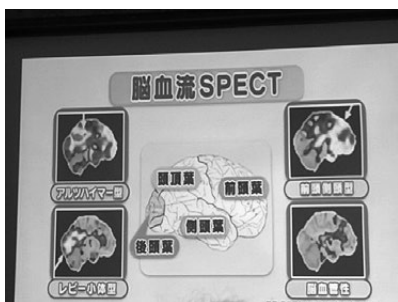 脳血流SPECT
アルツハイマー型
前頭側頭型
頭頂葉
前頭葉
側頭葉
後頭葉
レビー小体型
脳血管性